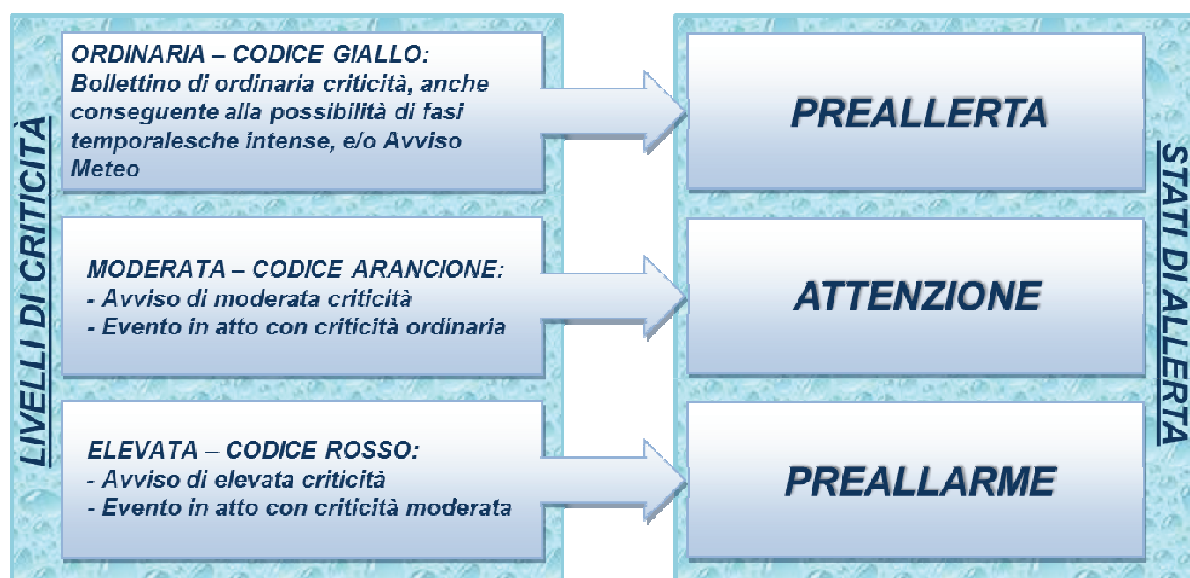 LIVELLI DI CRITICITÀ
ORDINARIA – CODICE GIALLO:
Bollettino di ordinaria criticità, anche
conseguente alla possibilità di fasi
temporalesche intense, e/o Avviso
Meteo
PREALLERTA
MODERATA – CODICE ARANCIONE:
- Avviso di moderata criticità
- Evento in atto con criticità ordinaria
ATTENZIONE
ELEVATA – CODICE ROSSO:
- Avviso di elevata criticità
- Evento in atto con criticità moderata
PREALLARME
STATI DI ALLERTA